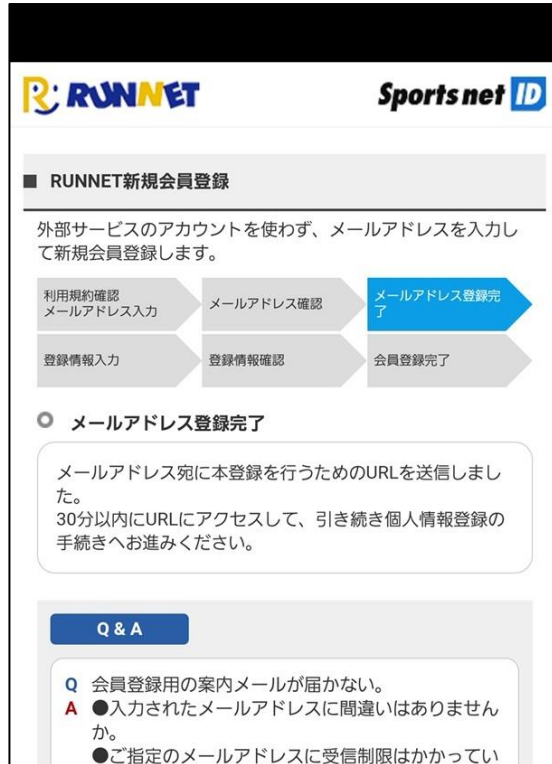 RUNNET
Sports net ID
■ RUNNET新規会員登録
外部サービスのアカウントを使わず、メールアドレスを入力し
て新規会員登録します。
利用規約確認
メールアドレス入力
メールアドレス確認
メールアドレス登録完
了
登録情報入力
登録情報確認
会員登録完了
メールアドレス登録完了
メールアドレス宛に本登録を行うためのURLを送信しまし
た。
30分以内にURLにアクセスして、引き続き個人情報登録の
手続きへお進みください。
Q & A
Q 会員登録用の案内メールが届かない。
A ●入力されたメールアドレスに間違いはありません
か。
●ご指定のメールアドレスに受信制限はかかってい